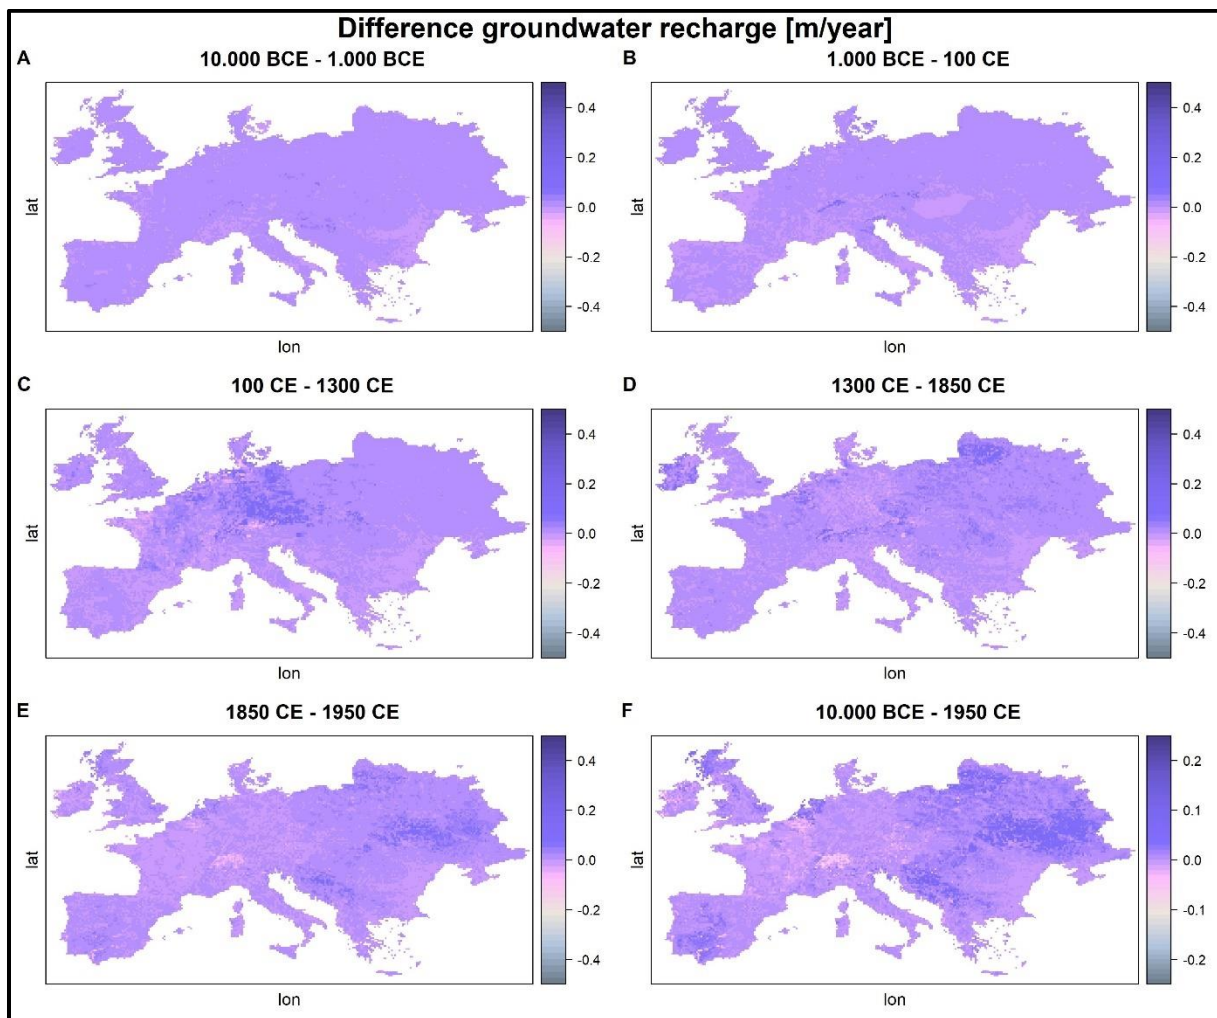 Difference groundwater recharge [m/year]
A
10.000 BCE - 1.000 BCE
lat
0.4
0.2
0.0
-0.2
-0.4
lon
B
1.000 BCE - 100 CE
lat
0.4
0.2
0.0
-0.2
-0.4
lon
C
100 CE - 1300 CE
lat
0.4
0.2
0.0
-0.2
-0.4
lon
D
1300 CE - 1850 CE
lat
0.4
0.2
0.0
-0.2
-0.4
lon
E
1850 CE - 1950 CE
lat
0.4
0.2
0.0
-0.2
-0.4
lon
F
10.000 BCE - 1950 CE
lat
0.2
0.1
0.0
-0.1
-0.2
lon